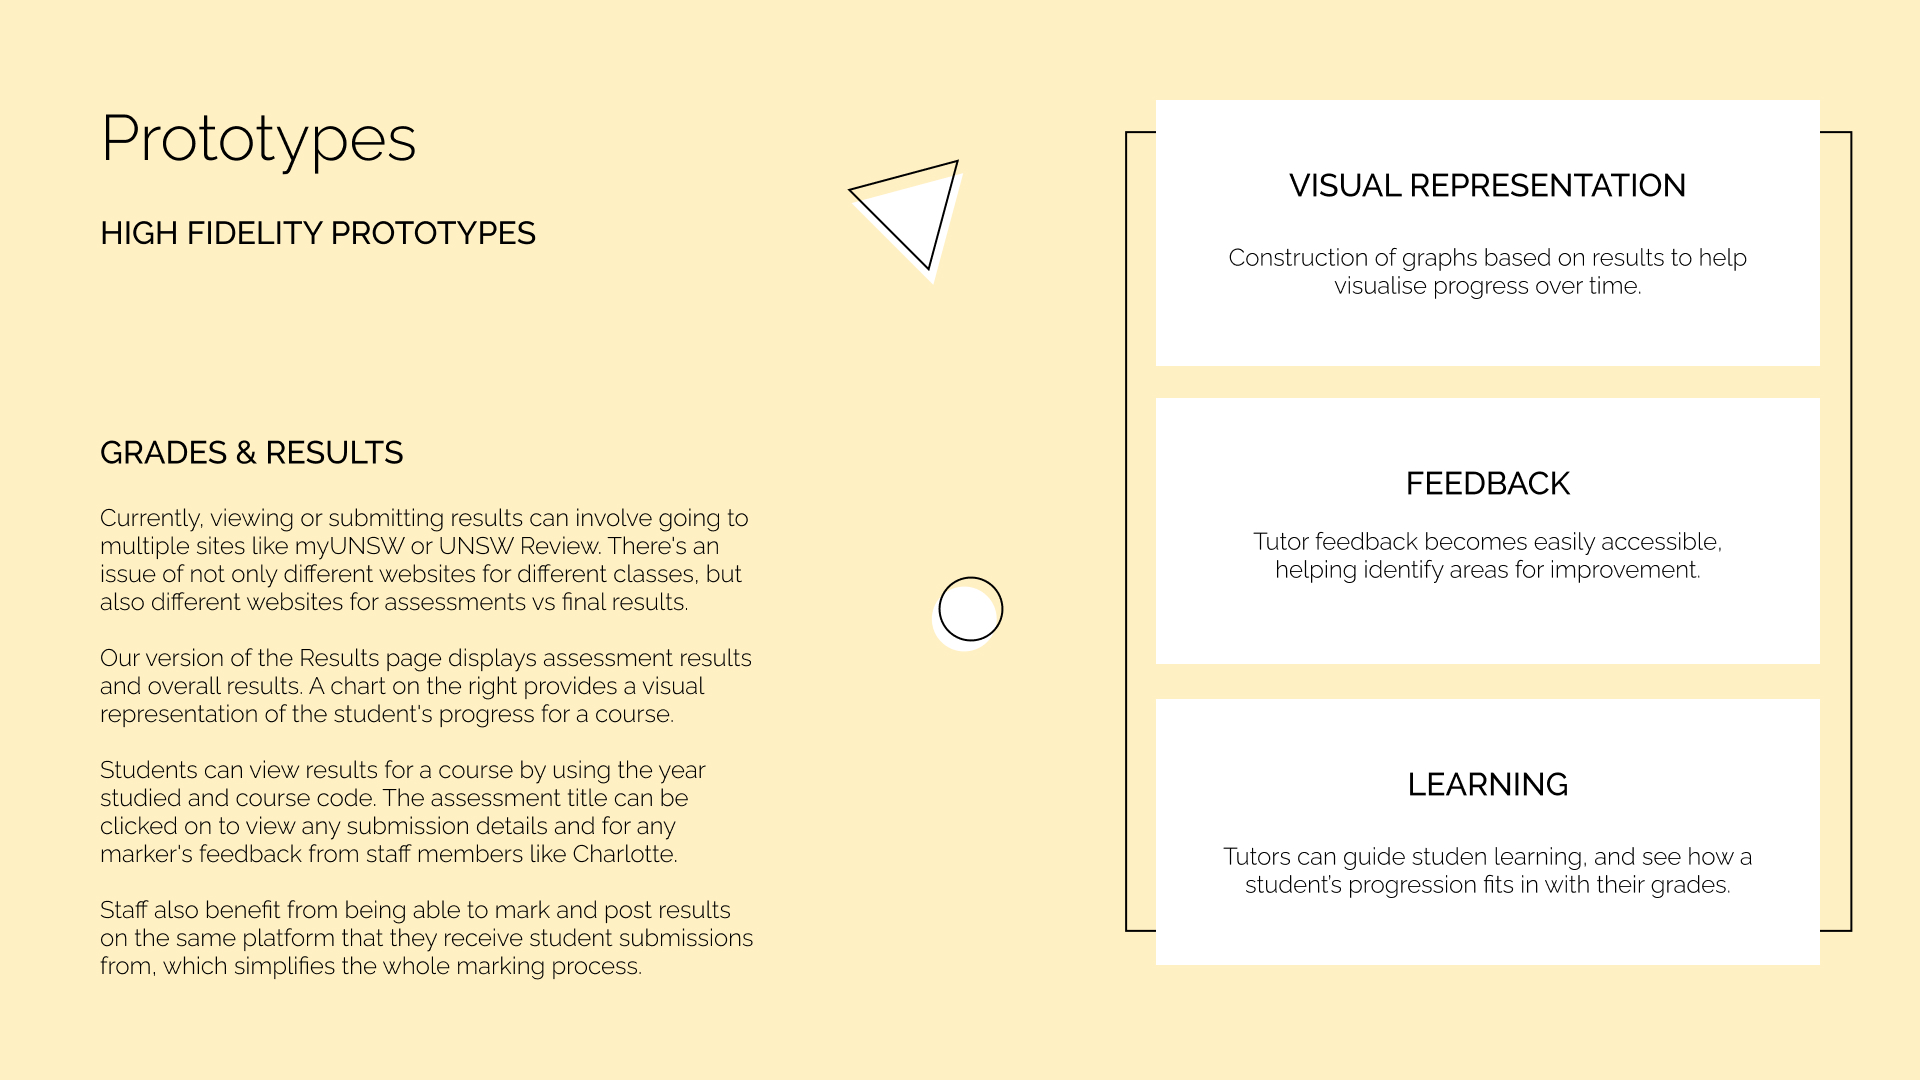 Prototypes
HIGH FIDELITY PROTOTYPES
GRADES & RESULTS
Currently, viewing or submitting results can involve going to
multiple sites like myUNSW or UNSW Review. There's an
issue of not only different websites for different classes, but
also different websites for assessments vs final results.
Our version of the Results page displays assessment results
and overall results. A chart on the right provides a visual
representation of the student's progress for a course.
Students can view results for a course by using the year
studied and course code. The assessment title can be
clicked on to view any submission details and for any
marker's feedback from staff members like Charlotte.
Staff also benefit from being able to mark and post results
on the same platform that they receive student submissions
from, which simplifies the whole marking process.
VISUAL REPRESENTATION
Construction of graphs based on results to help
visualise progress over time.
FEEDBACK
Tutor feedback becomes easily accessible,
helping identify areas for improvement.
LEARNING
Tutors can guide studen learning, and see how a
student’s progression fits in with their grades.